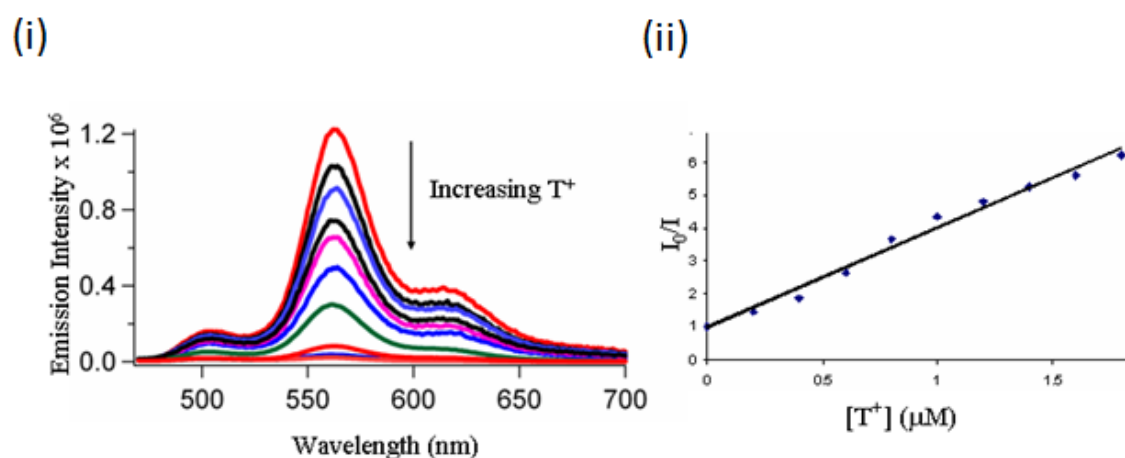 (i)
(ii)
Emission Intensity x 10⁶
1.2
0.8
0.4
0.0
Increasing T⁺
500
550
600
650
700
Wavelength (nm)
I₀/I
6
5
4
3
2
1
0
0
0.5
1
1.5
[T⁺] (μM)